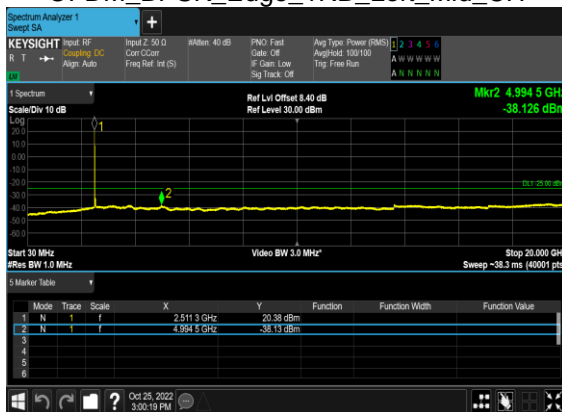 Spectrum Analyzer 1
Swept SA
+
KEYSIGHT
R T
LU
Input: RF
Coupling: DC
Align: Auto
Input Z: 50 Ω
Corr CCorr
Freq Ref: Int (S)
#Atten: 40 dB
PNO: Fast
Gate: Off
IF Gain: Low
Sig Track: Off
Avg Type: Power (RMS)
Avg|Hold: 100/100
Trig: Free Run
1 2 3 4 5 6
A W W W W W
A N N N N N
1 Spectrum
Scale/Div 10 dB
Ref Lvl Offset 8.40 dB
Ref Level 30.00 dBm
Mkr2 4.994 5 GHz
-38.126 dBm
Log
20.0
10.0
0.00
-10.0
-20.0
-30.0
-40.0
-50.0
-60.0
1
2
Start 30 MHz
#Res BW 1.0 MHz
Video BW 3.0 MHz*
Stop 20.000 GH
Sweep ~38.3 ms (40001 pts
5 Marker Table
Mode Trace Scale X Y Function Function Width Function Value
1 N 1 f 2.511 3 GHz 20.38 dBm
2 N 1 f 4.994 5 GHz -38.13 dBm
3
4
5
6
?
Oct 25, 2022
3:00:19 PM